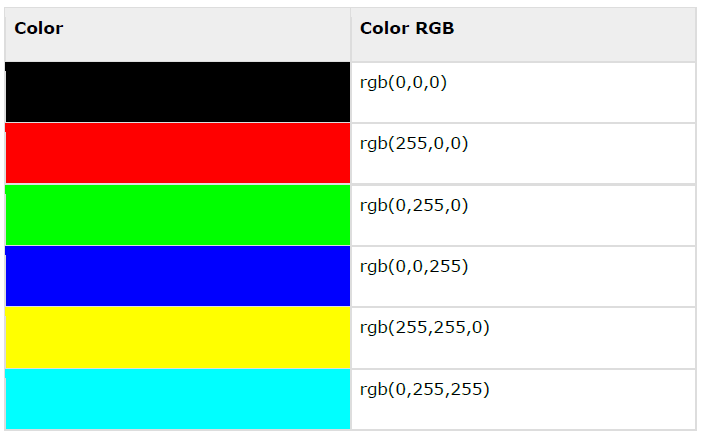 Color Color RGB
rgb(0,0,0)
rgb(255,0,0)
rgb(0,255,0)
rgb(0,0,255)
rgb(255,255,0)
rgb(0,255,255)